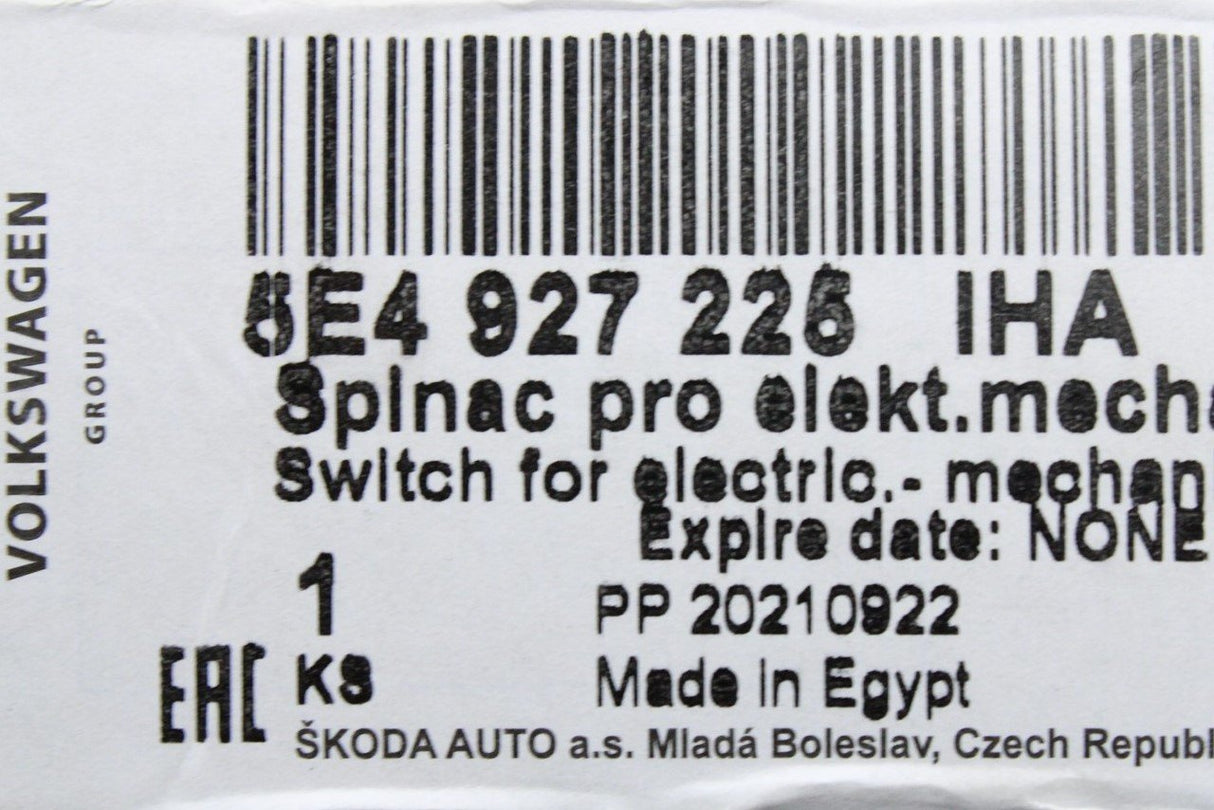 VOLKSWAGEN
GROUP
5E4 927 225 IHA
Spinac pro elekt.mecha
Switch for electric.- mechan
Expire date: NONE
1
PP 20210922
EAC
KS
Made in Egypt
ŠKODA AUTO a.s. Mladá Boleslav, Czech Republ